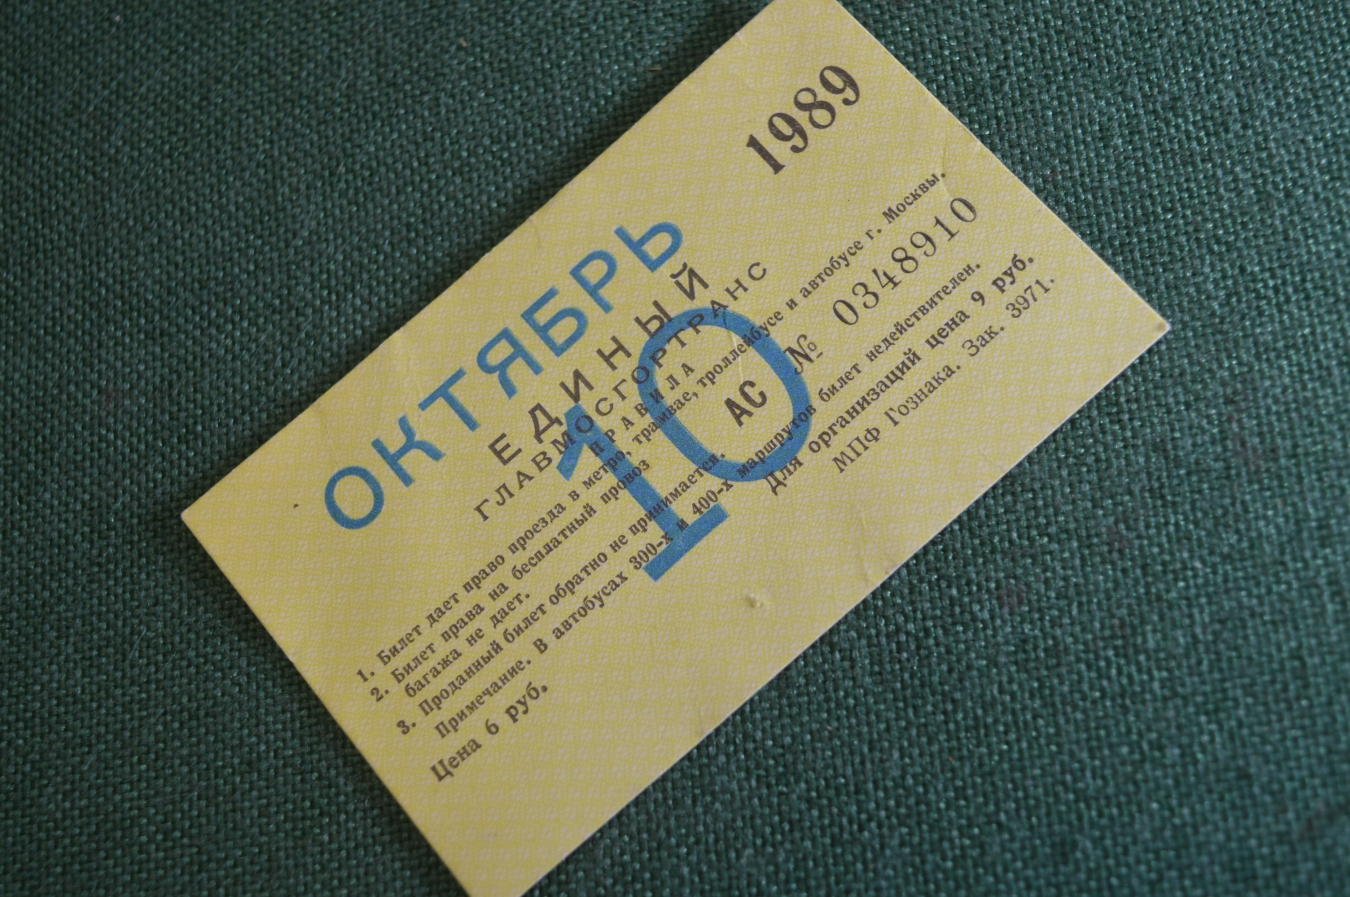 1989
ОКТЯБРЬ
10
ЕДИНЫЙ
ГЛАВМОСГОРТРАНС
ПРАВИЛА
1. Билет дает право проезда в метро, трамвае, троллейбусе и автобусе г. Москвы.
2. Билет права на бесплатный провоз
багажа не дает.
АС № 0348910
3. Проданный билет обратно не принимается.
Примечание. В автобусах 300-х и 400-х маршрутов билет недействителен.
Цена 6 руб.
Для организаций цена 9 руб.
МПФ Гознака. Зак. 3971.